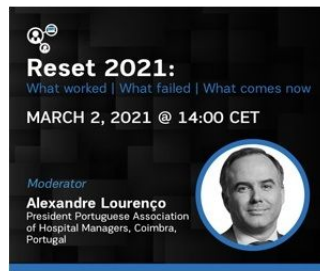 Reset 2021:
What worked | What failed | What comes now
MARCH 2, 2021 @ 14:00 CET
Moderator
Alexandre Lourenço
President Portuguese Association
of Hospital Managers, Coimbra,
Portugal